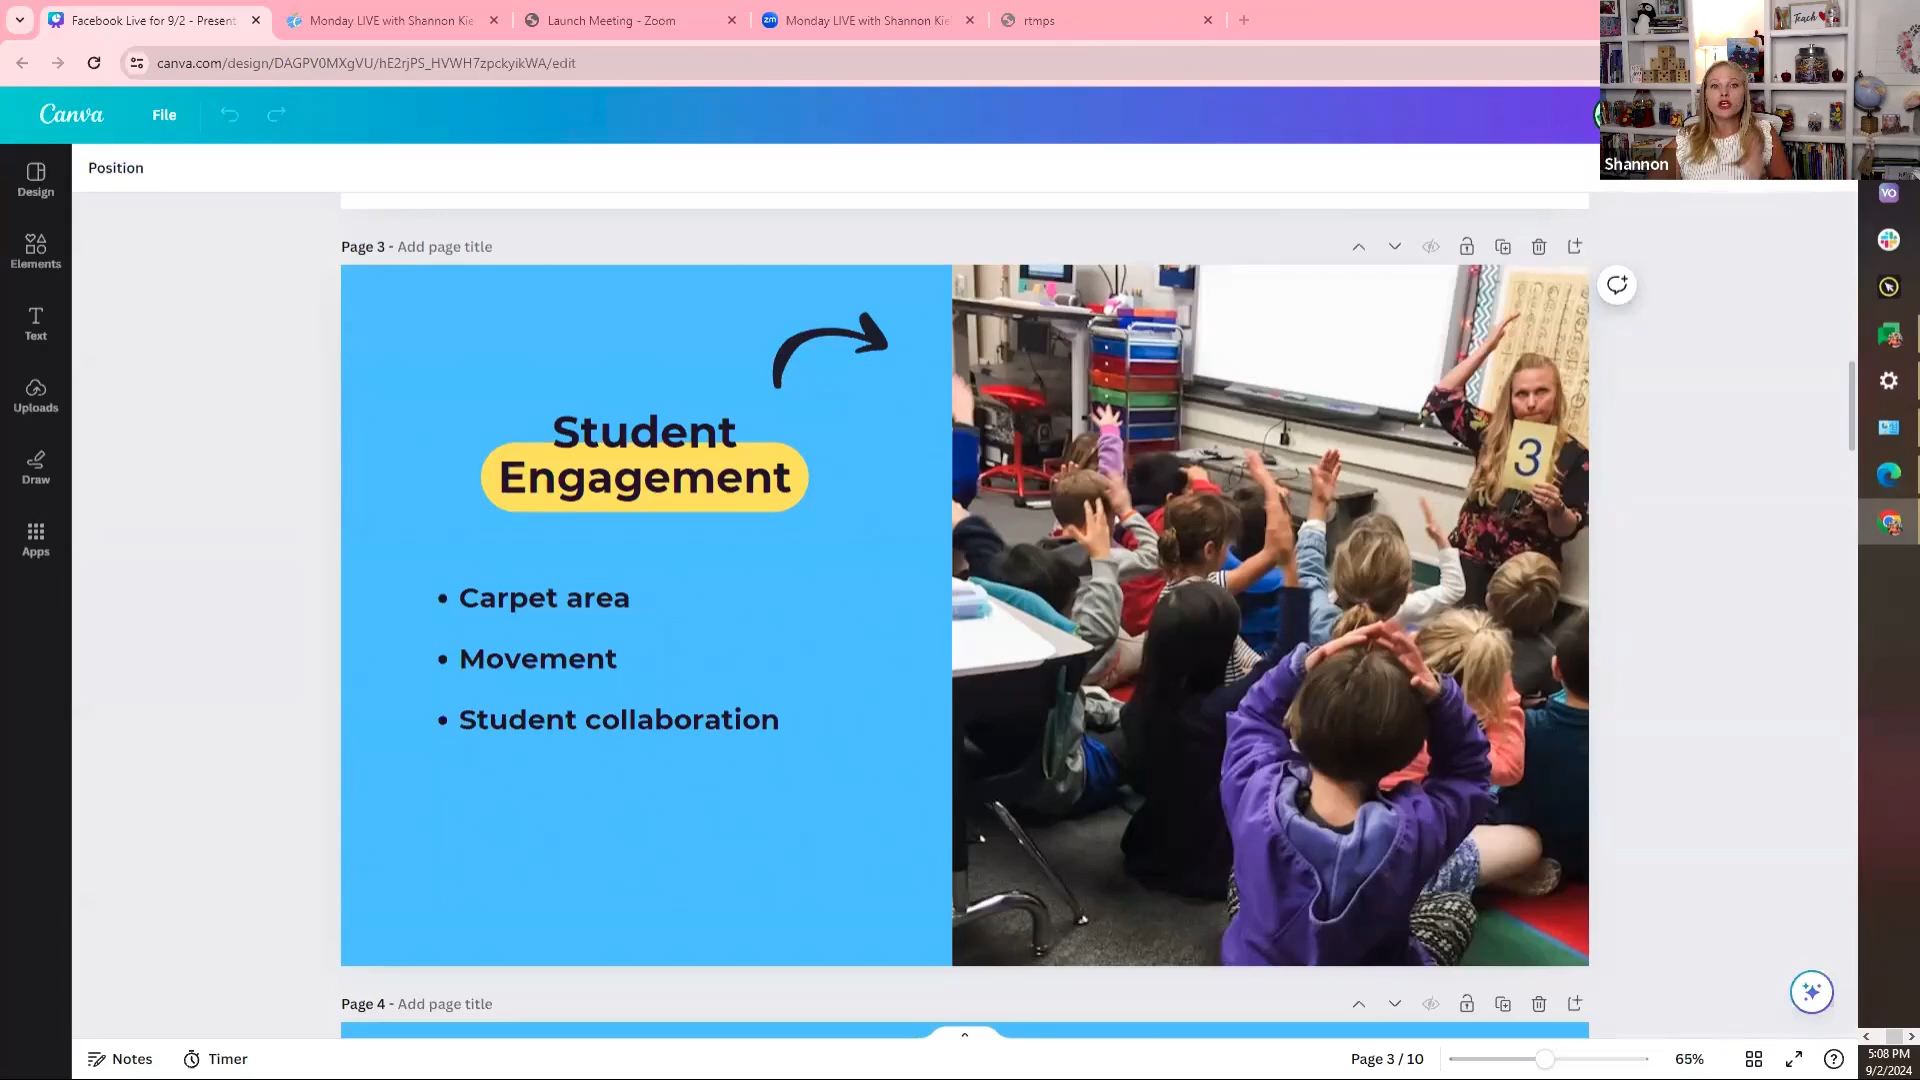 Facebook Live for 9/2 - Present
Monday LIVE with Shannon Kie
Launch Meeting - Zoom
zm
Monday LIVE with Shannon Kie
rtmps
canva.com/design/DAGPV0MXgVU/hE2rjPS_HVWH7zpckyikWA/edit
Teach
Shannon
Canva
File
Position
VO
Design
Elements
Text
Uploads
Draw
Apps
Page 3 - Add page title
Student
Engagement
• Carpet area
• Movement
• Student collaboration
3
Page 4 - Add page title
Notes
Timer
Page 3 / 10
65%
5:08 PM
9/2/2024